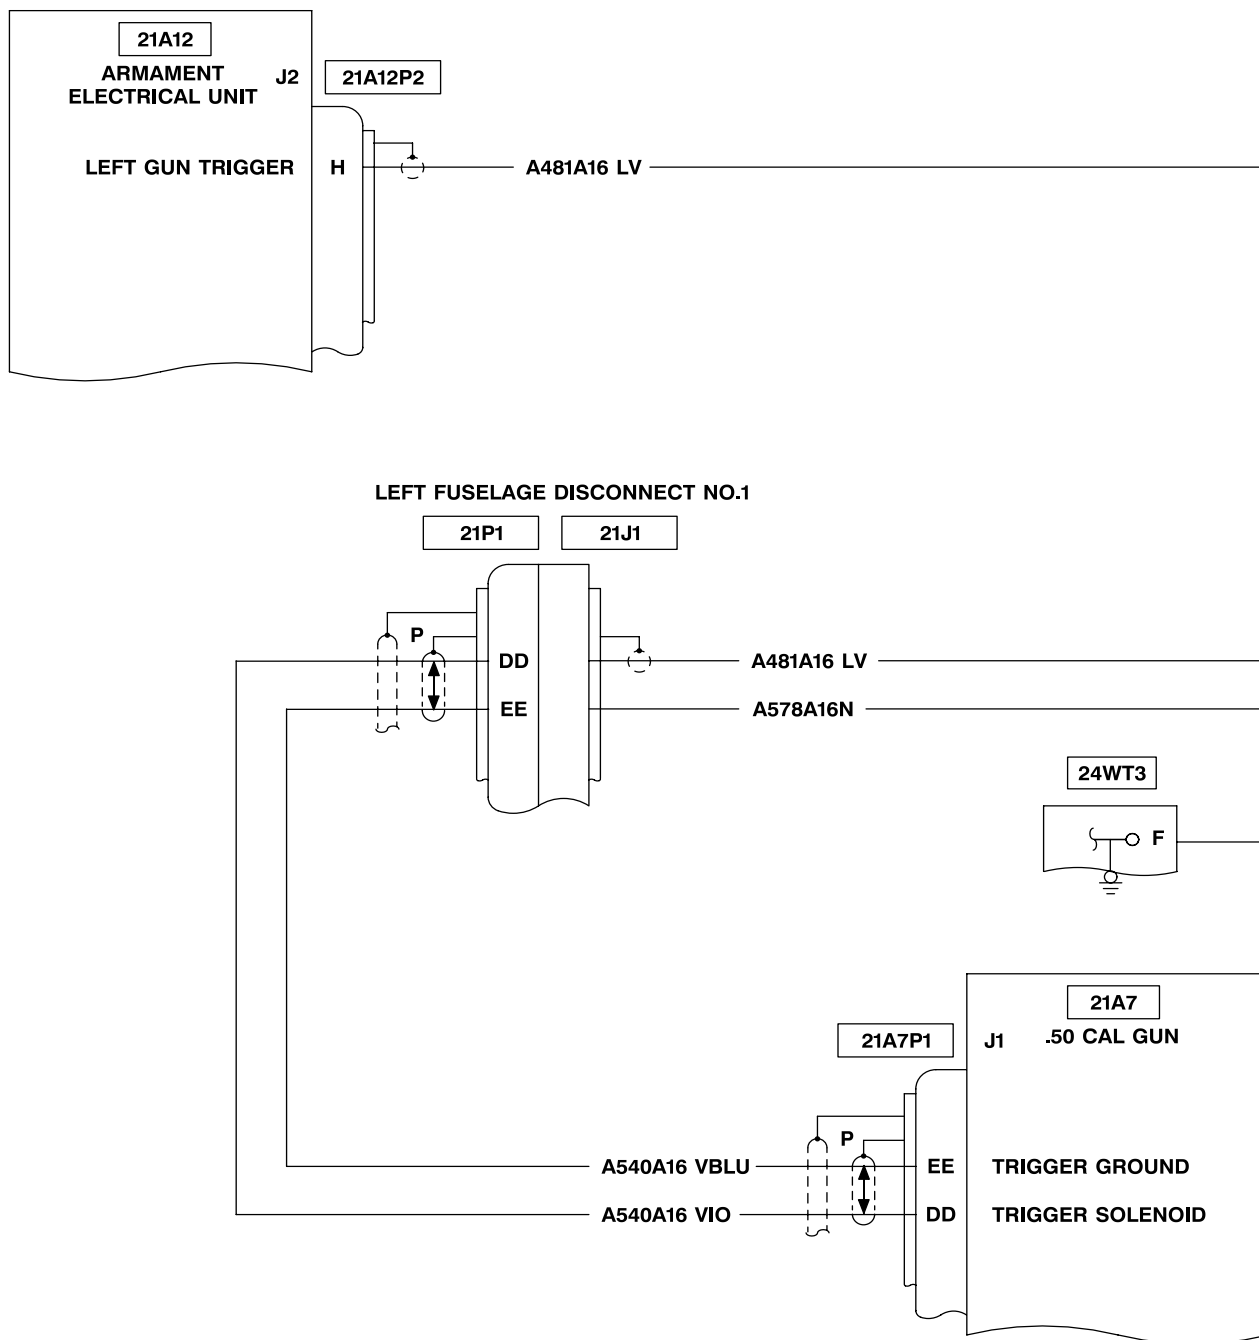 21A12
ARMAMENT
ELECTRICAL UNIT
J2
21A12P2
LEFT GUN TRIGGER
H
A481A16 LV
LEFT FUSELAGE DISCONNECT NO.1
21P1
21J1
P
DD
A481A16 LV
EE
A578A16N
24WT3
F
21A7
21A7P1
J1
.50 CAL GUN
P
A540A16 VBLU
EE
TRIGGER GROUND
A540A16 VIO
DD
TRIGGER SOLENOID